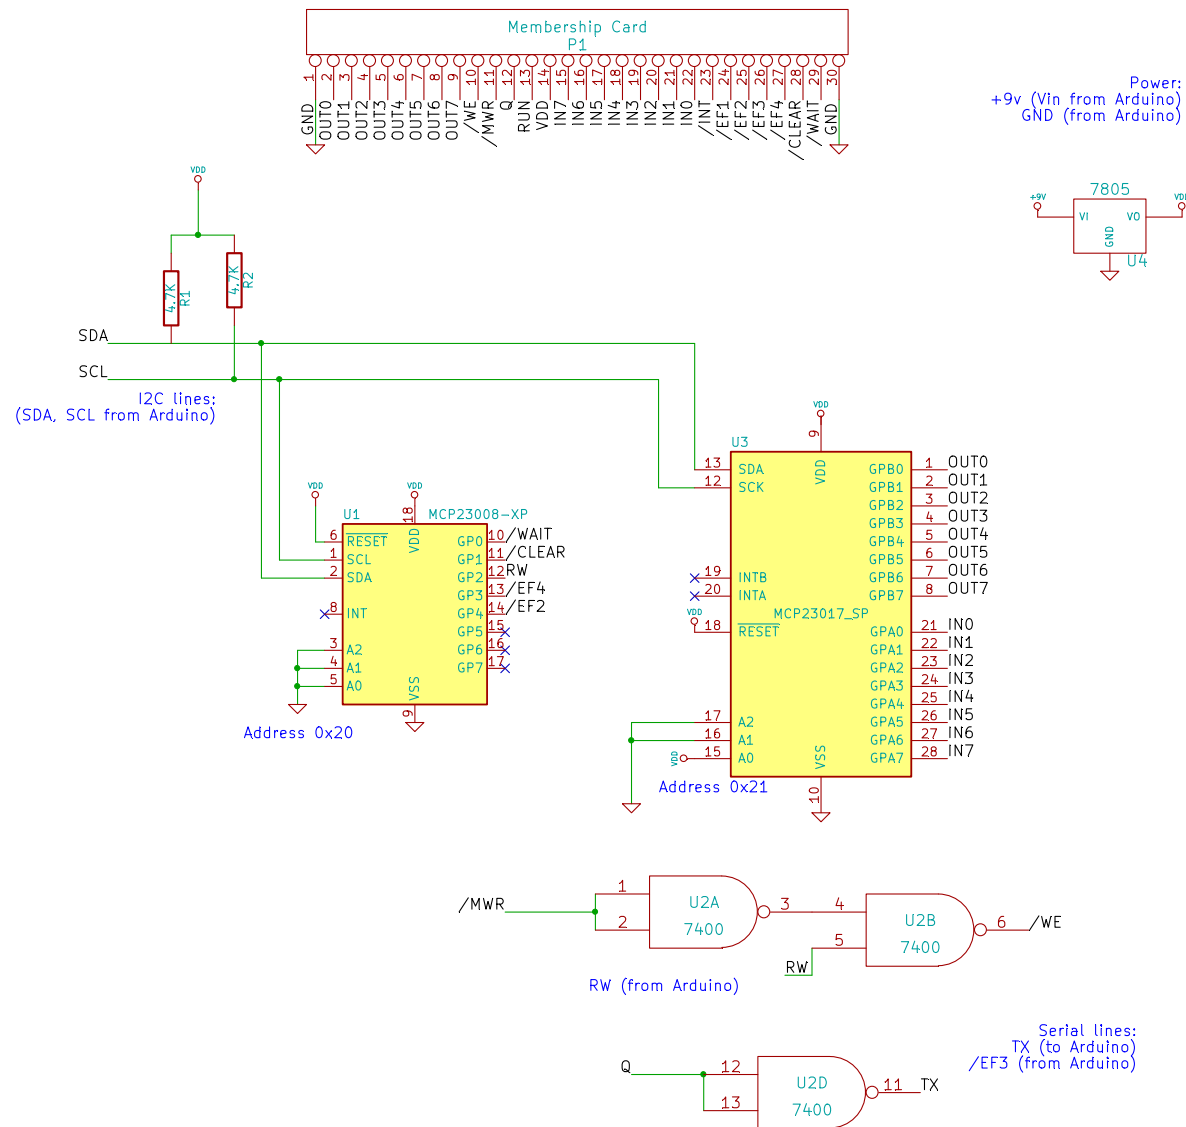 Membership Card
P1
1 2 3 4 5 6 7 8 9 10 11 12 13 14 15 16 17 18 19 20 21 22 23 24 25 26 27 28 29 30
GND OUT0 OUT1 OUT2 OUT3 OUT4 OUT5 OUT6 OUT7 /WE /MWR Q RUN VDD IN7 IN6 IN5 IN4 IN3 IN2 IN1 IN0 /INT /EF1 /EF2 /EF3 /EF4 /CLEAR /WAIT GND
Power:
+9v (Vin from Arduino)
GND (from Arduino)
7805
+9V VI VO
GND
U4
VDD
4.7K R1
4.7K R2
SDA
SCL
I2C lines:
(SDA, SCL from Arduino)
VDD
VDD
U1 18 MCP23008-XP
VDD
6 RESET GP0 10 /WAIT
1 SCL GP1 11 /CLEAR
2 SDA GP2 12 RW
GP3 13 /EF4
8 INT GP4 14 /EF2
GP5 15
3 A2 GP6 16
4 A1 GP7 17
5 A0
VSS
9
Address 0x20
VDD
9
U3
VDD
13 SDA GPB0 1 OUT0
12 SCK GPB1 2 OUT1
GPB2 3 OUT2
GPB3 4 OUT3
GPB4 5 OUT4
GPB5 6 OUT5
19 INTB GPB6 7 OUT6
20 INTA GPB7 8 OUT7
VDD
MCP23017_SP
18 RESET GPA0 21 IN0
GPA1 22 IN1
GPA2 23 IN2
GPA3 24 IN3
GPA4 25 IN4
17 A2 GPA5 26 IN5
16 A1 GPA6 27 IN6
VDD 15 A0 GPA7 28 IN7
VSS
10
Address 0x21
/MWR
1
2
U2A
7400
3
4
5
U2B
7400
6
/WE
RW
RW (from Arduino)
Serial lines:
TX (to Arduino)
/EF3 (from Arduino)
Q
12
13
U2D
7400
11
TX